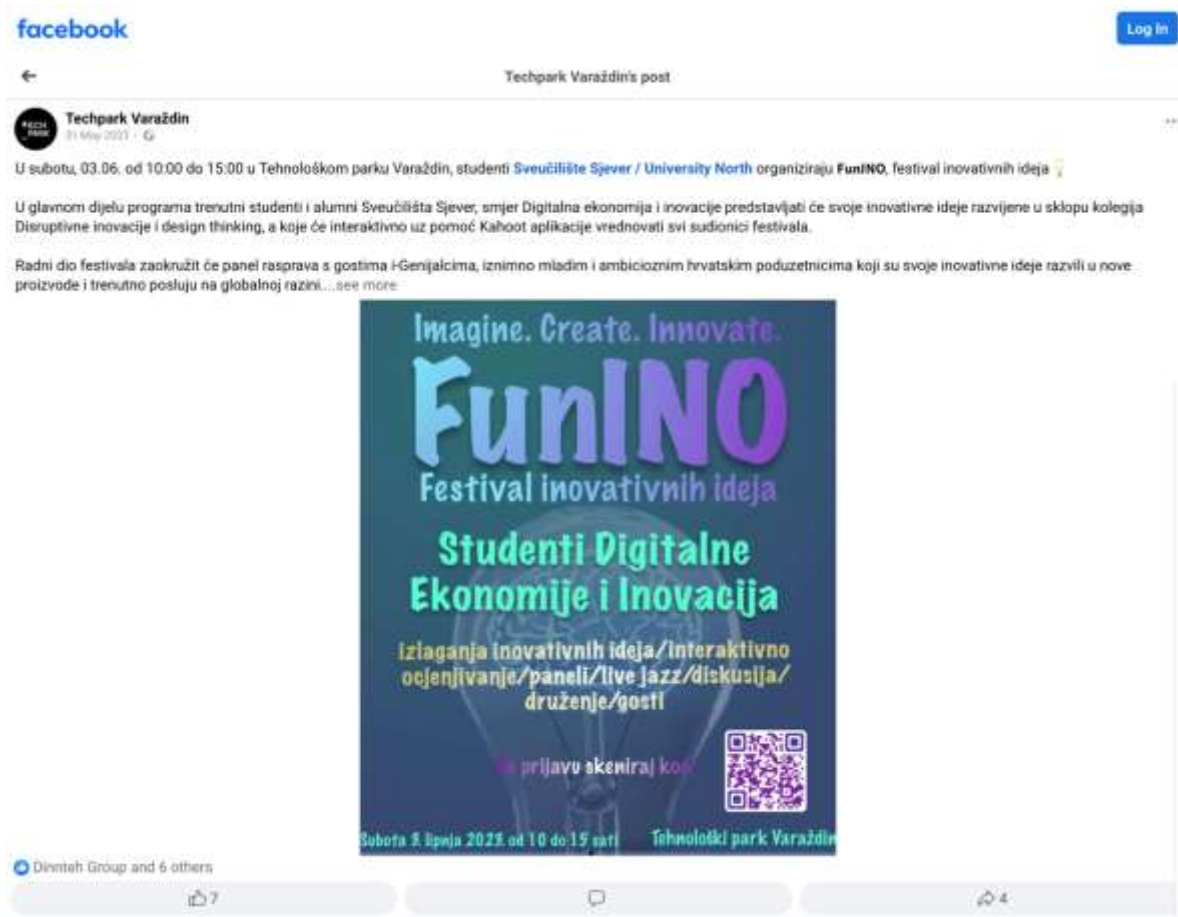 facebook
Log In
Techpark Varaždin's post
TECH
PARK
Techpark Varaždin
31 May 2023
U subotu, 03.06. od 10:00 do 15:00 u Tehnološkom parku Varaždin, studenti Sveučilište Sjever / University North organiziraju FunINO, festival inovativnih ideja
U glavnom dijelu programa trenutni studenti i alumni Sveučilišta Sjever, smjer Digitalna ekonomija i inovacije predstavljati će svoje inovativne ideje razvijene u sklopu kolegija
Disruptivne inovacije i design thinking, a koje će interaktivno uz pomoć Kahoot aplikacije vrednovati svi sudionici festivala.
Radni dio festivala zaokružit će panel rasprava s gostima i-Genijalcima, iznimno mladim i ambicioznim hrvatskim poduzetnicima koji su svoje inovativne ideje razvili u nove
proizvode i trenutno posluju na globalnoj razini....see more
Imagine. Create. Innovate.
FunINO
Festival inovativnih ideja
Studenti Digitalne
Ekonomije i Inovacija
izlaganja inovativnih ideja/interaktivno
ocjenjivanje/paneli/live jazz/diskusija/
druženje/gosti
prijavu skeniraj kod
Subota 3. lipnja 2023. od 10 do 15 sati
Tehnološki park Varaždin
Dinnteh Group and 6 others
7
4